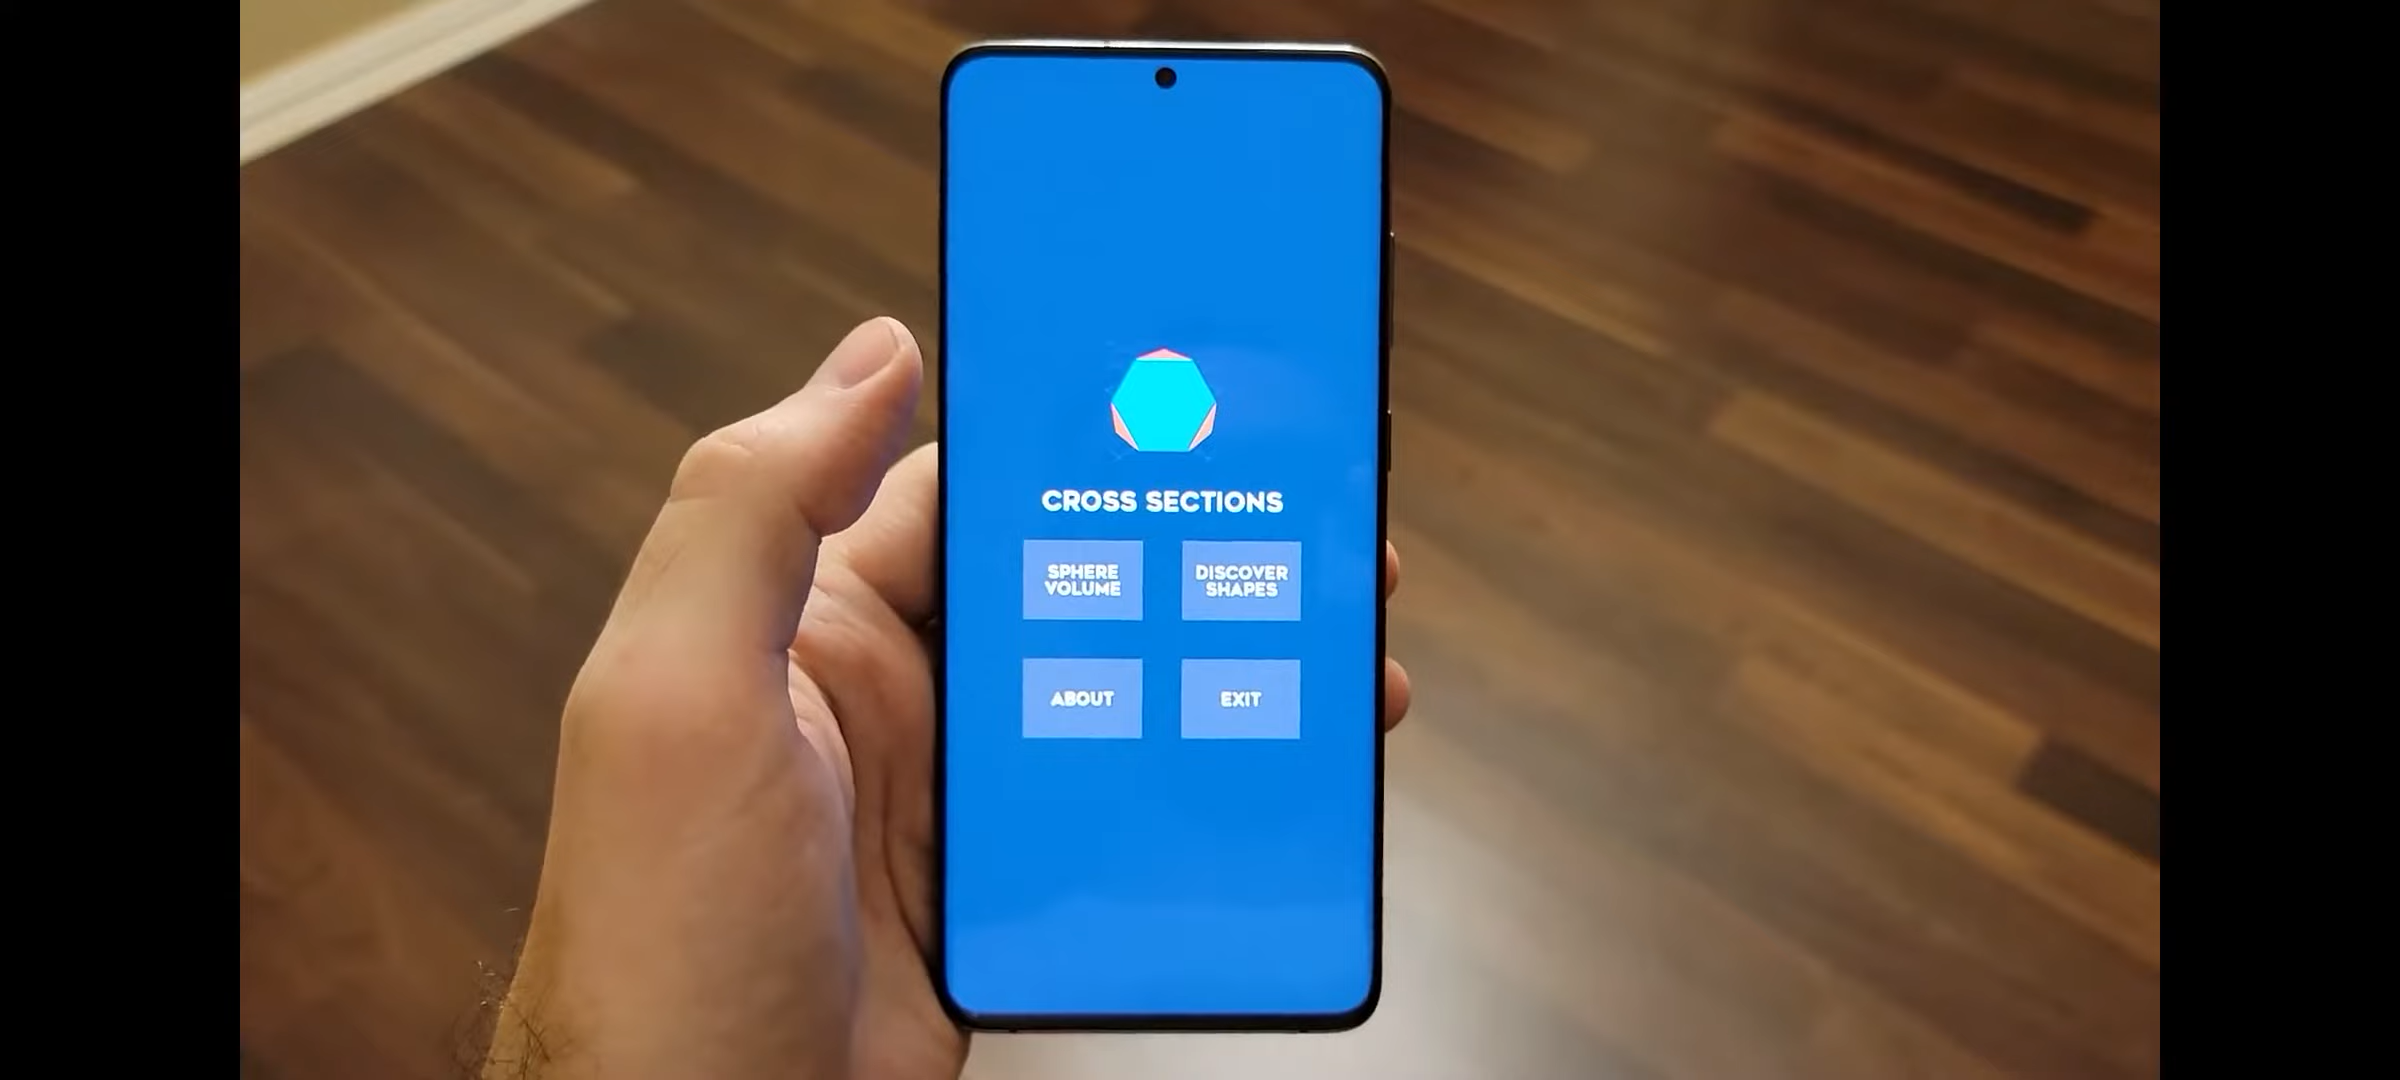 CROSS SECTIONS
SPHERE
VOLUME
DISCOVER
SHAPES
ABOUT
EXIT